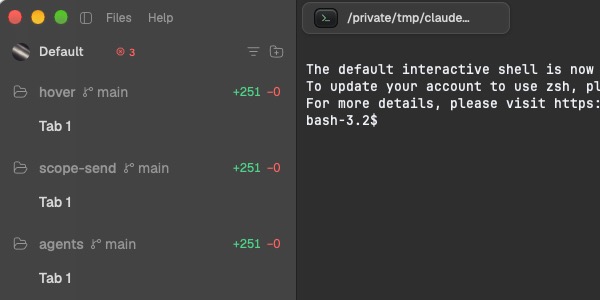 Files Help
Default 3
hover main +251 −0
Tab 1
scope-send main +251 −0
Tab 1
agents main +251 −0
Tab 1
/private/tmp/claude…
The default interactive shell is now
To update your account to use zsh, pl
For more details, please visit https:
bash-3.2$